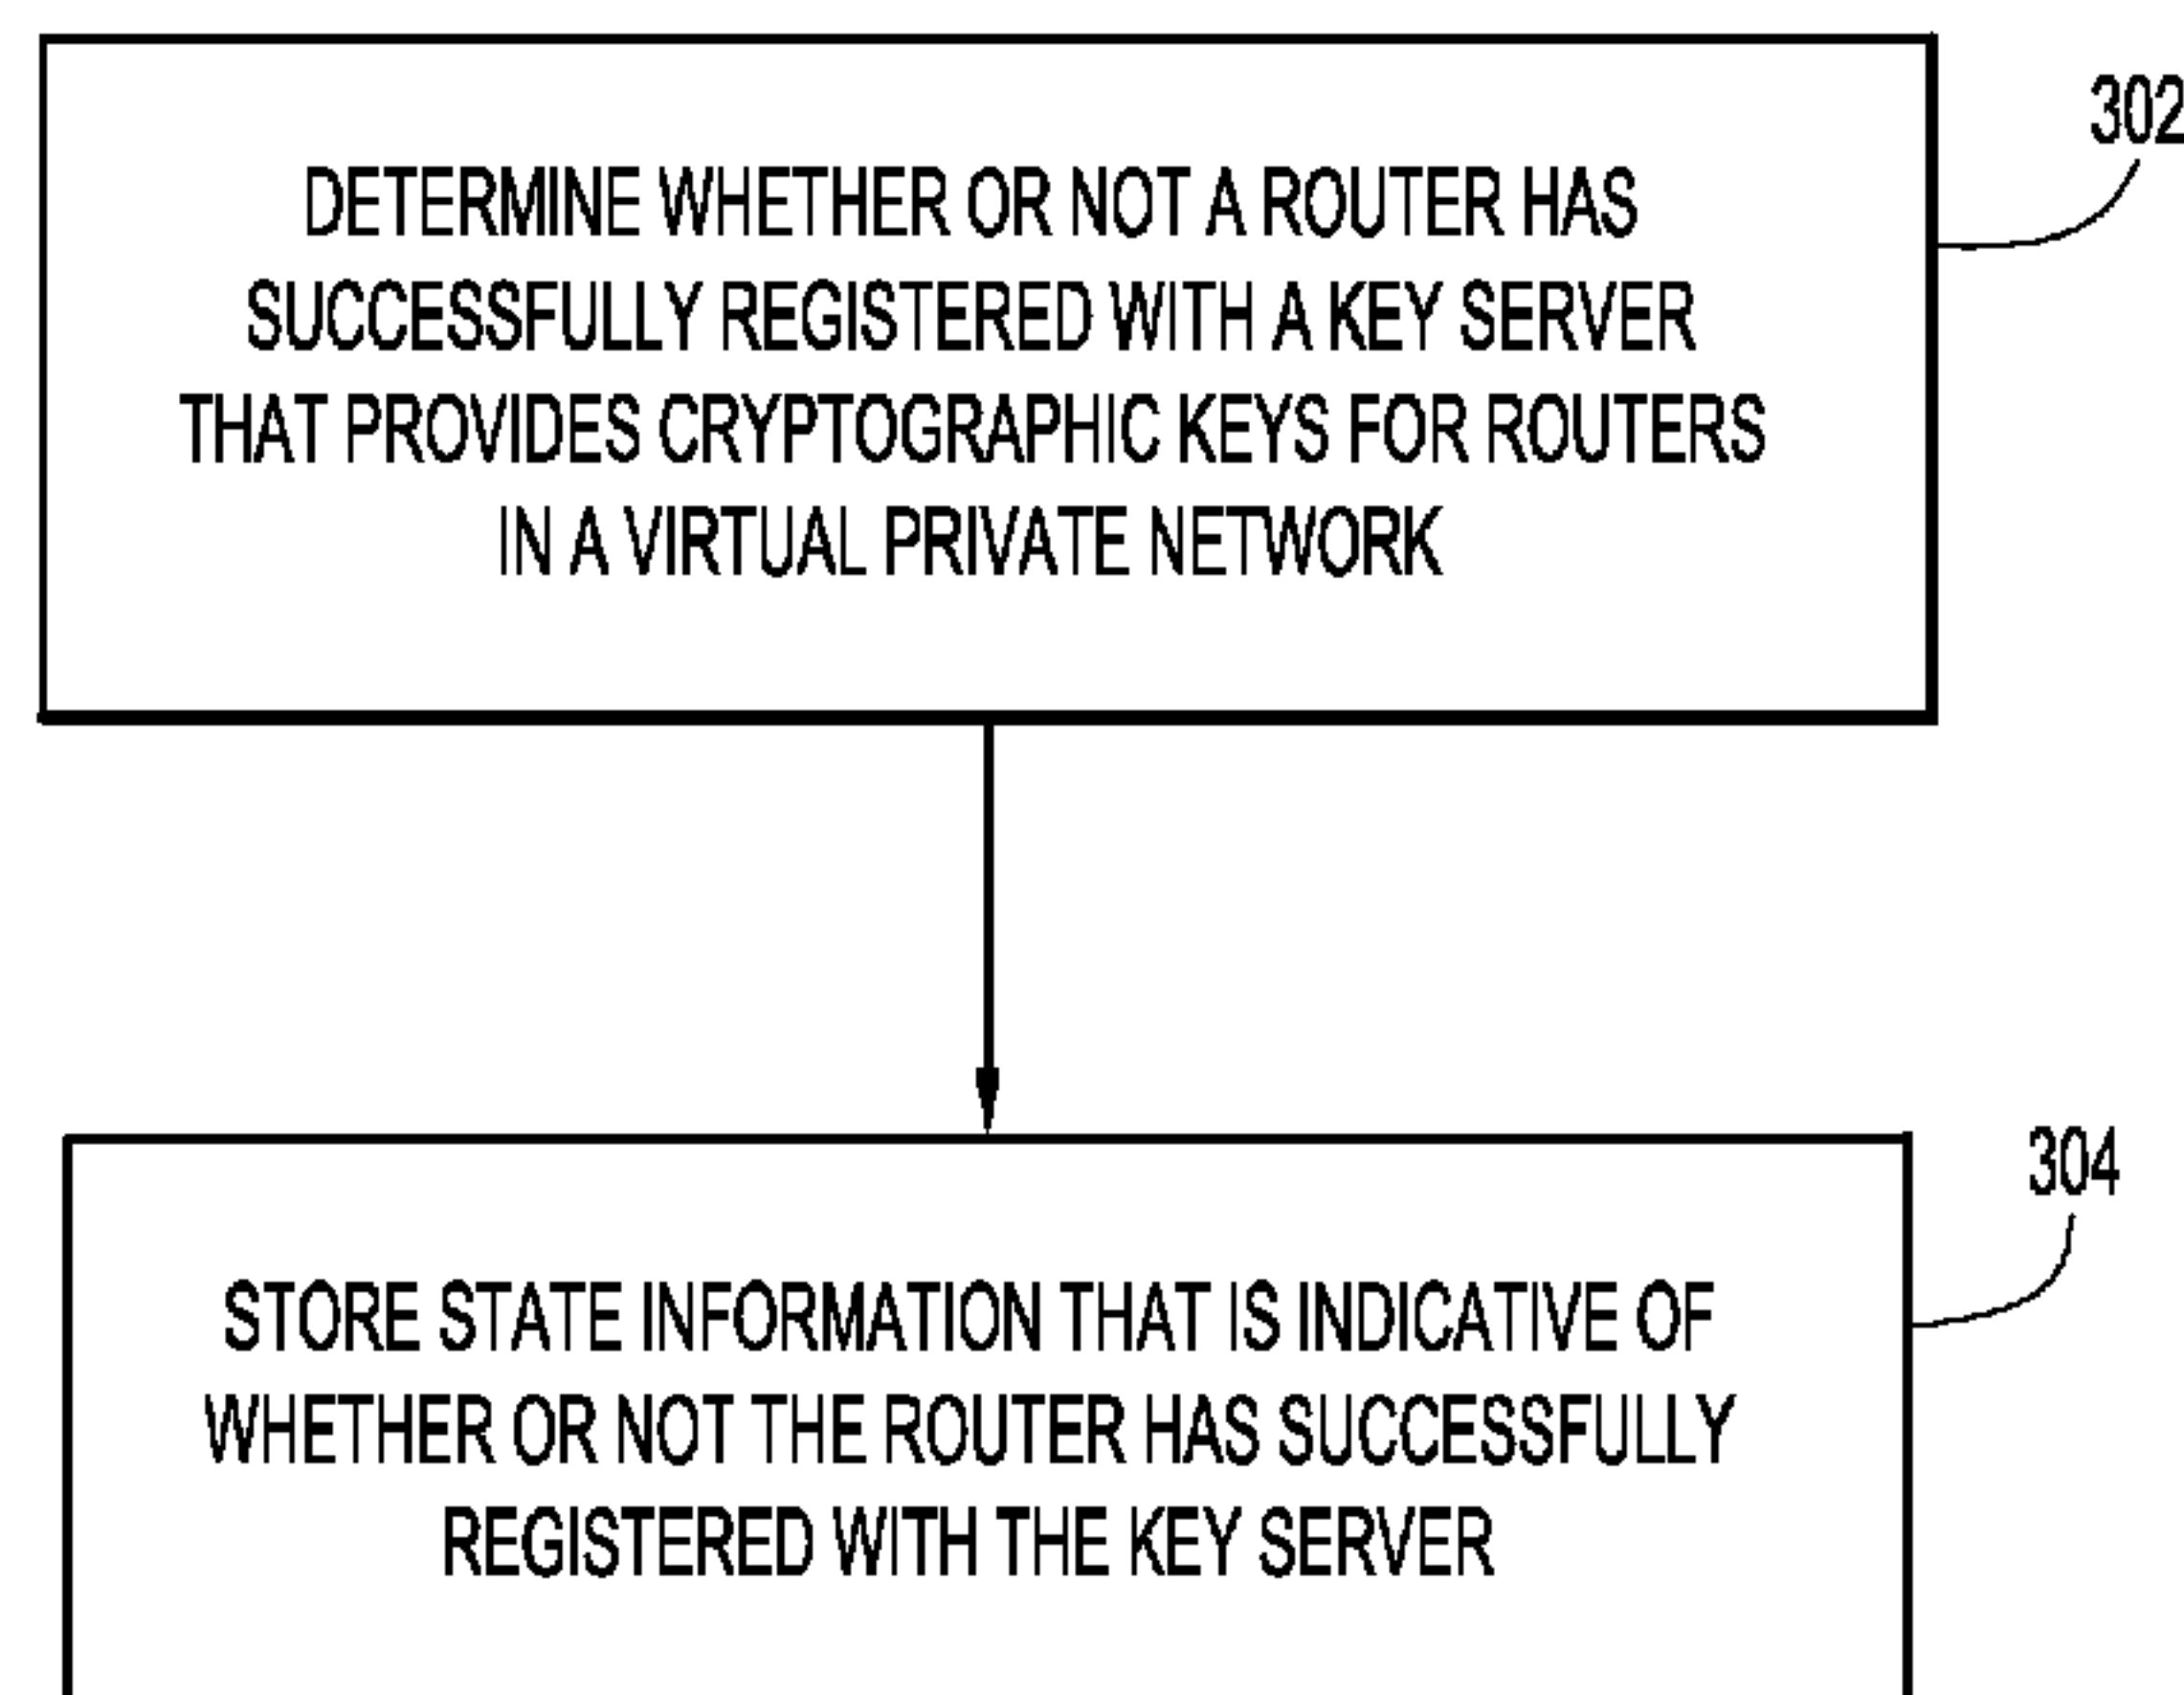 302
DETERMINE WHETHER OR NOT A ROUTER HAS
SUCCESSFULLY REGISTERED WITH A KEY SERVER
THAT PROVIDES CRYPTOGRAPHIC KEYS FOR ROUTERS
IN A VIRTUAL PRIVATE NETWORK
304
STORE STATE INFORMATION THAT IS INDICATIVE OF
WHETHER OR NOT THE ROUTER HAS SUCCESSFULLY
REGISTERED WITH THE KEY SERVER